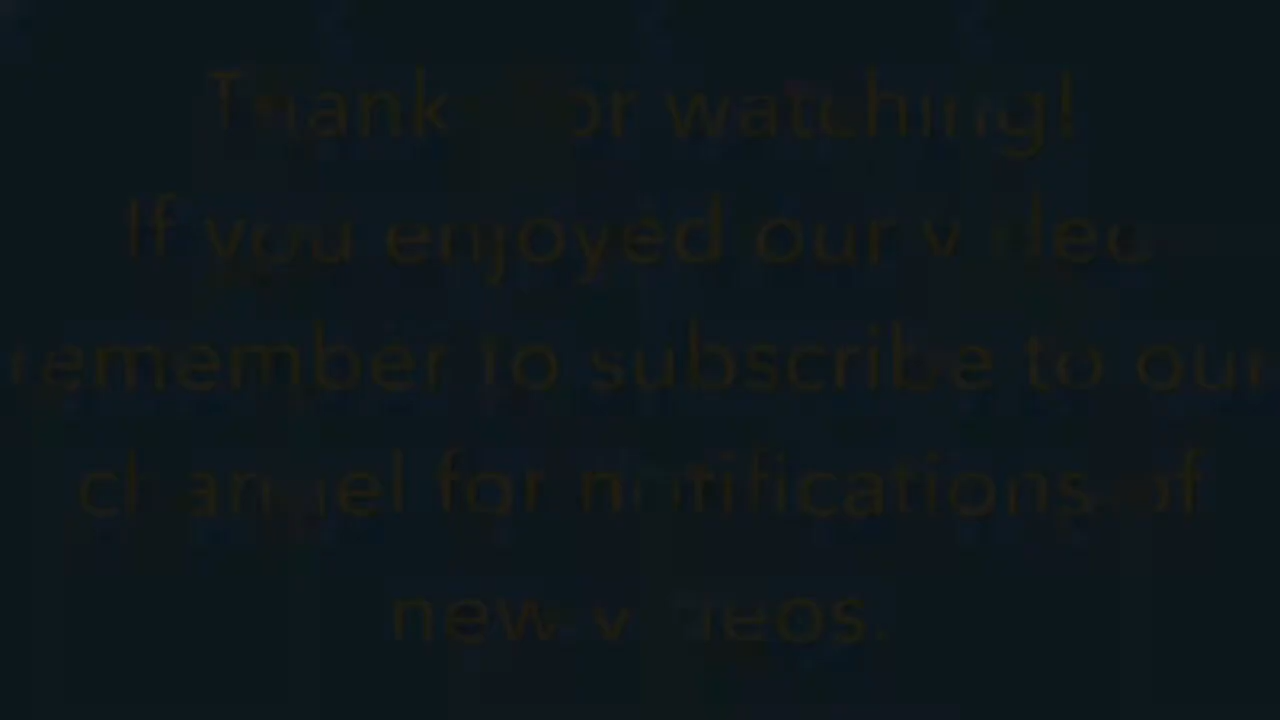 Thanks for watching!
If you enjoyed our video
remember to subscribe to our
channel for notifications of
new videos.